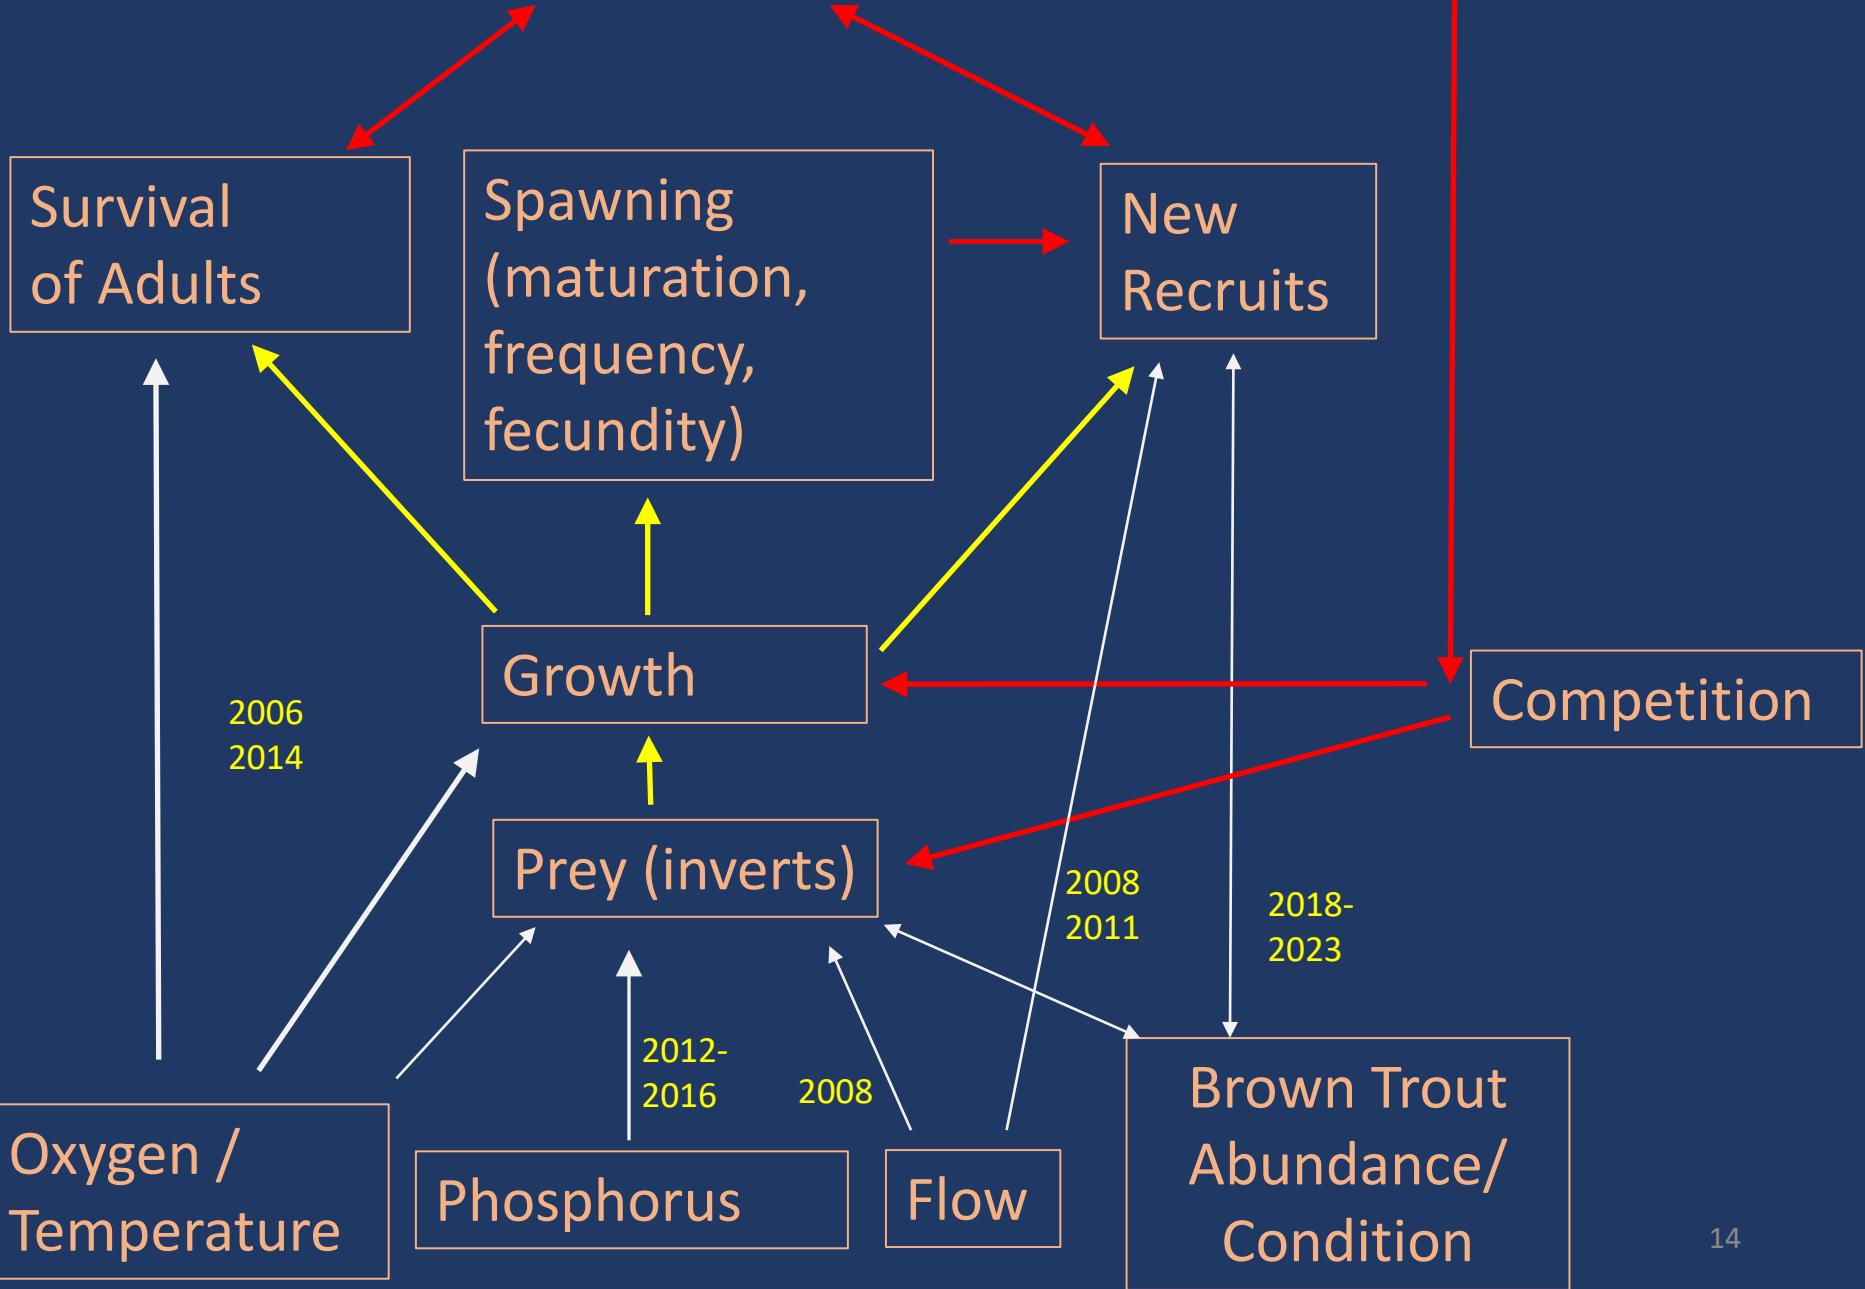 Survival
of Adults
Spawning
(maturation,
frequency,
fecundity)
New
Recruits
Growth
Competition
2006
2014
Prey (inverts)
2008
2011
2018-
2023
2012-
2016
2008
Oxygen /
Temperature
Phosphorus
Flow
Brown Trout
Abundance/
Condition
14